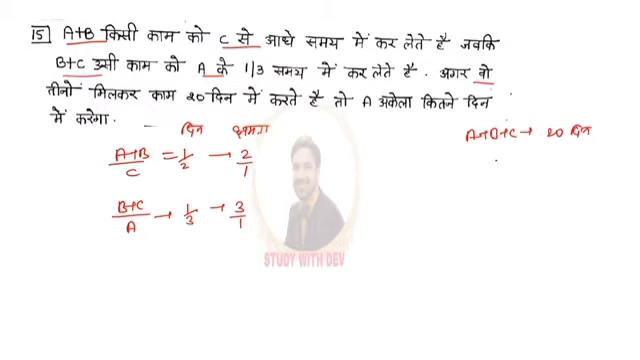 15] A+B किसी काम को C से आधे समय में कर लेते है जबकि
B+C उसी काम को A के 1/3 समय में कर लेते है. अगर वो
तीनों मिलकर काम 20 दिन में करते है तो A अकेला कितने दिन
में करेगा.
दिन क्षमता
A+B+C → 20 दिन
A+B/C = 1/2 → 2/1
B+C/A → 1/3 → 3/1
STUDY WITH DEV